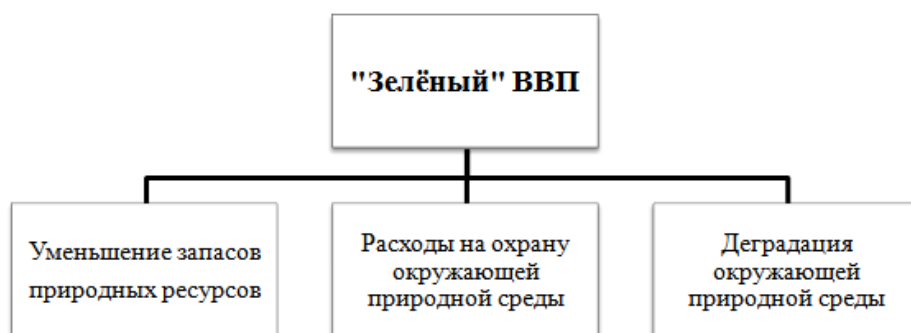 "Зелёный" ВВП
Уменьшение запасов
природных ресурсов
Расходы на охрану
окружающей
природной среды
Деградация
окружающей
природной среды